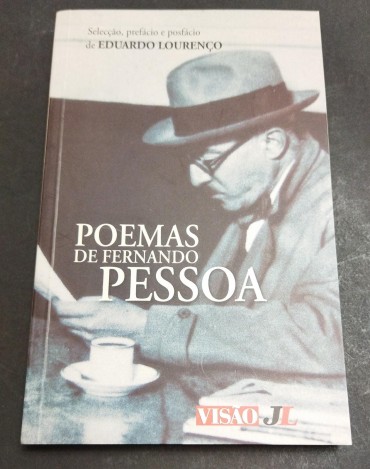 Selecção, prefácio e posfácio
de EDUARDO LOURENÇO
POEMAS
DE FERNANDO
PESSOA
VISÃO JL